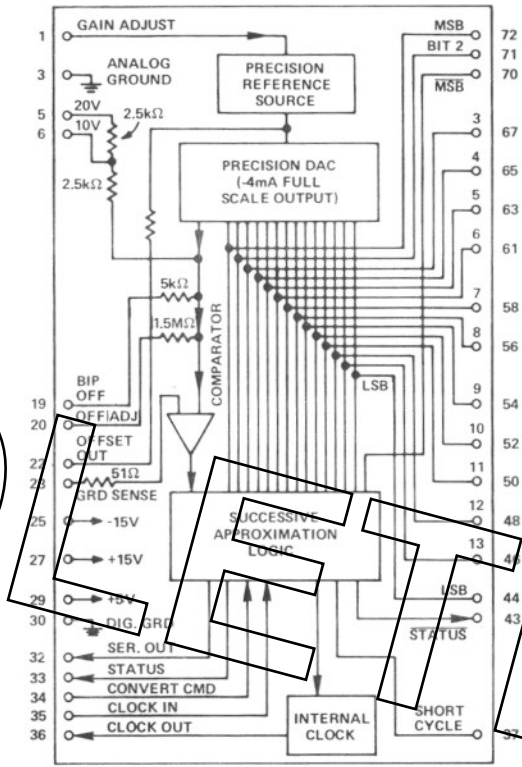 1 GAIN ADJUST
3 ANALOG GROUND
5 20V
6 10V
2.5kΩ
2.5kΩ
PRECISION
REFERENCE
SOURCE
PRECISION DAC
(-4mA FULL
SCALE OUTPUT)
5kΩ
1.5MΩ
COMPARATOR
19 BIP OFF
20 OFF/ADJ
22 OFFSET OUT
23 51Ω
GRD SENSE
25 -15V
27 +15V
29 +5V
30 DIG. GRD
32 SER. OUT
33 STATUS
34 CONVERT CMD
35 CLOCK IN
36 CLOCK OUT
SUCCESSIVE
APPROXIMATION
LOGIC
INTERNAL
CLOCK
MSB 72
BIT 2 71
MSB 70
3 67
4 65
5 63
6 61
7 58
8 56
9 54
10 52
11 50
12 48
13 46
LSB
LSB 44
STATUS 43
SHORT
CYCLE 37
LET